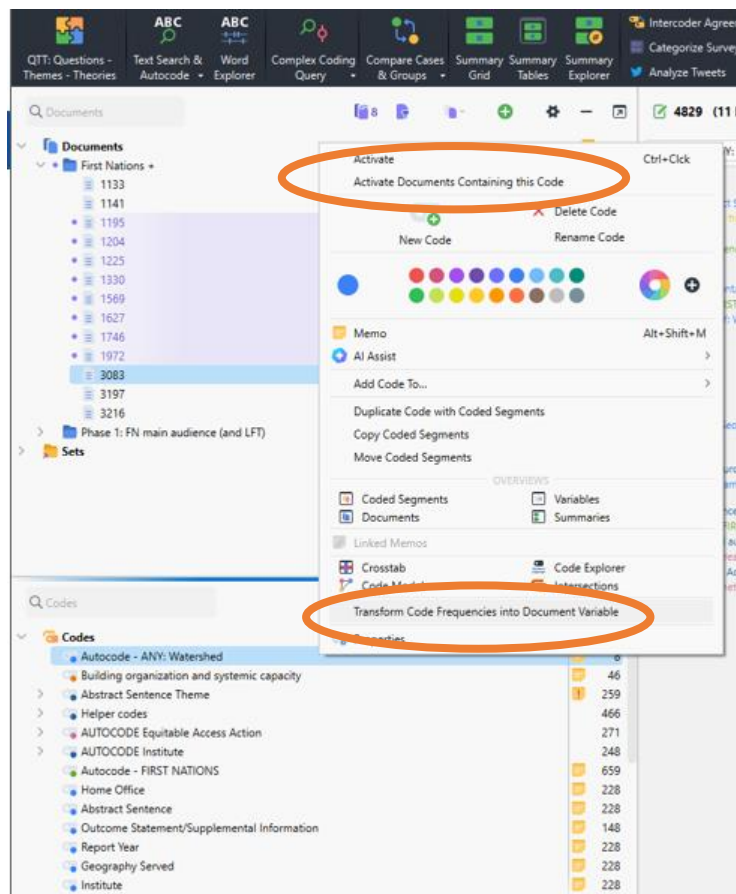 ABC
ABC
QTT: Questions -
Themes - Theories
Text Search &
Autocode
Word
Explorer
Complex Coding
Query
Compare Cases
& Groups
Summary
Grid
Summary
Tables
Summary
Explorer
Intercoder Agree
Categorize Surve
Analyze Tweets
Documents
8
4829 (11
Documents
First Nations
1133
1141
1195
1204
1225
1330
1569
1627
1746
1972
3083
3197
3216
Phase 1: FN main audience (and LFT)
Sets
Activate Ctrl+Clck
Activate Documents Containing this Code
New Code
Delete Code
Rename Code
Memo Alt+Shift+M
AI Assist
Add Code To...
Duplicate Code with Coded Segments
Copy Coded Segments
Move Coded Segments
OVERVIEWS
Coded Segments Variables
Documents Summaries
Linked Memos
Crosstab Code Explorer
Intersections
Transform Code Frequencies into Document Variable
Properties
Codes
Codes
Autocode - ANY: Watershed 8
Building organization and systemic capacity 46
Abstract Sentence Theme 259
Helper codes 466
AUTOCODE Equitable Access Action 271
AUTOCODE Institute 248
Autocode - FIRST NATIONS 659
Home Office 228
Abstract Sentence 228
Outcome Statement/Supplemental Information 148
Report Year 228
Geography Served 228
Institute 228